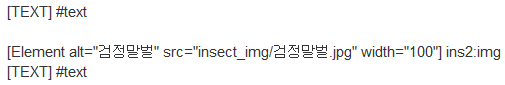 [TEXT] #text
[Element alt="검정말벌" src="insect_img/검정말벌.jpg" width="100"] ins2:img
[TEXT] #text